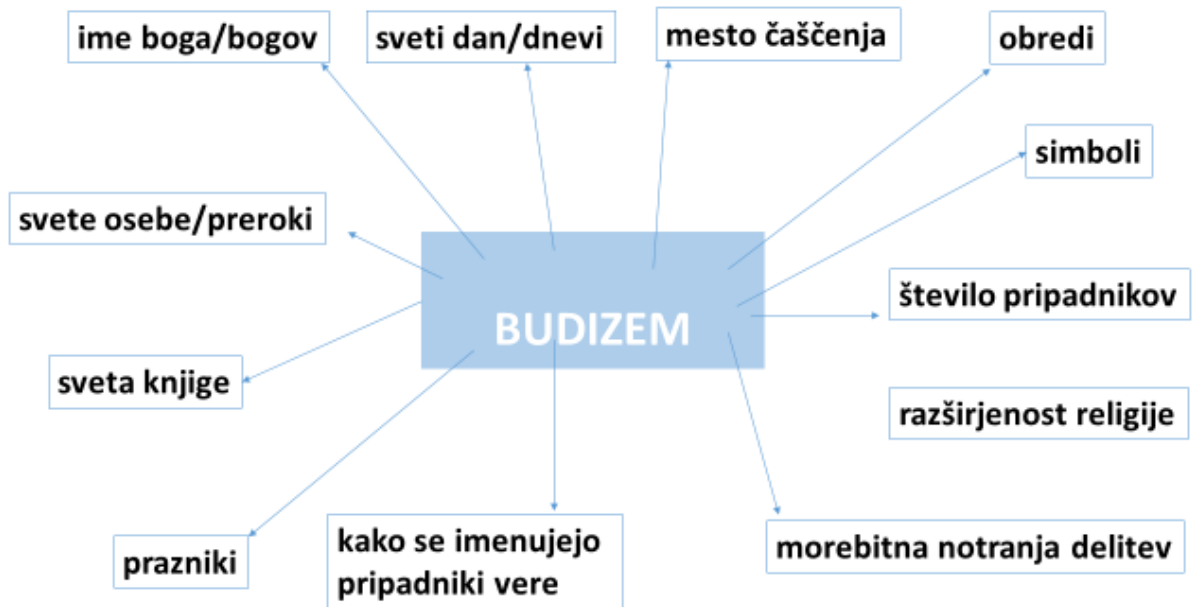 ime boga/bogov
sveti dan/dnevi
mesto čaščenja
obredi
simboli
svete osebe/preroki
število pripadnikov
BUDIZEM
sveta knjige
razširjenost religije
prazniki
kako se imenujejo
pripadniki vere
morebitna notranja delitev